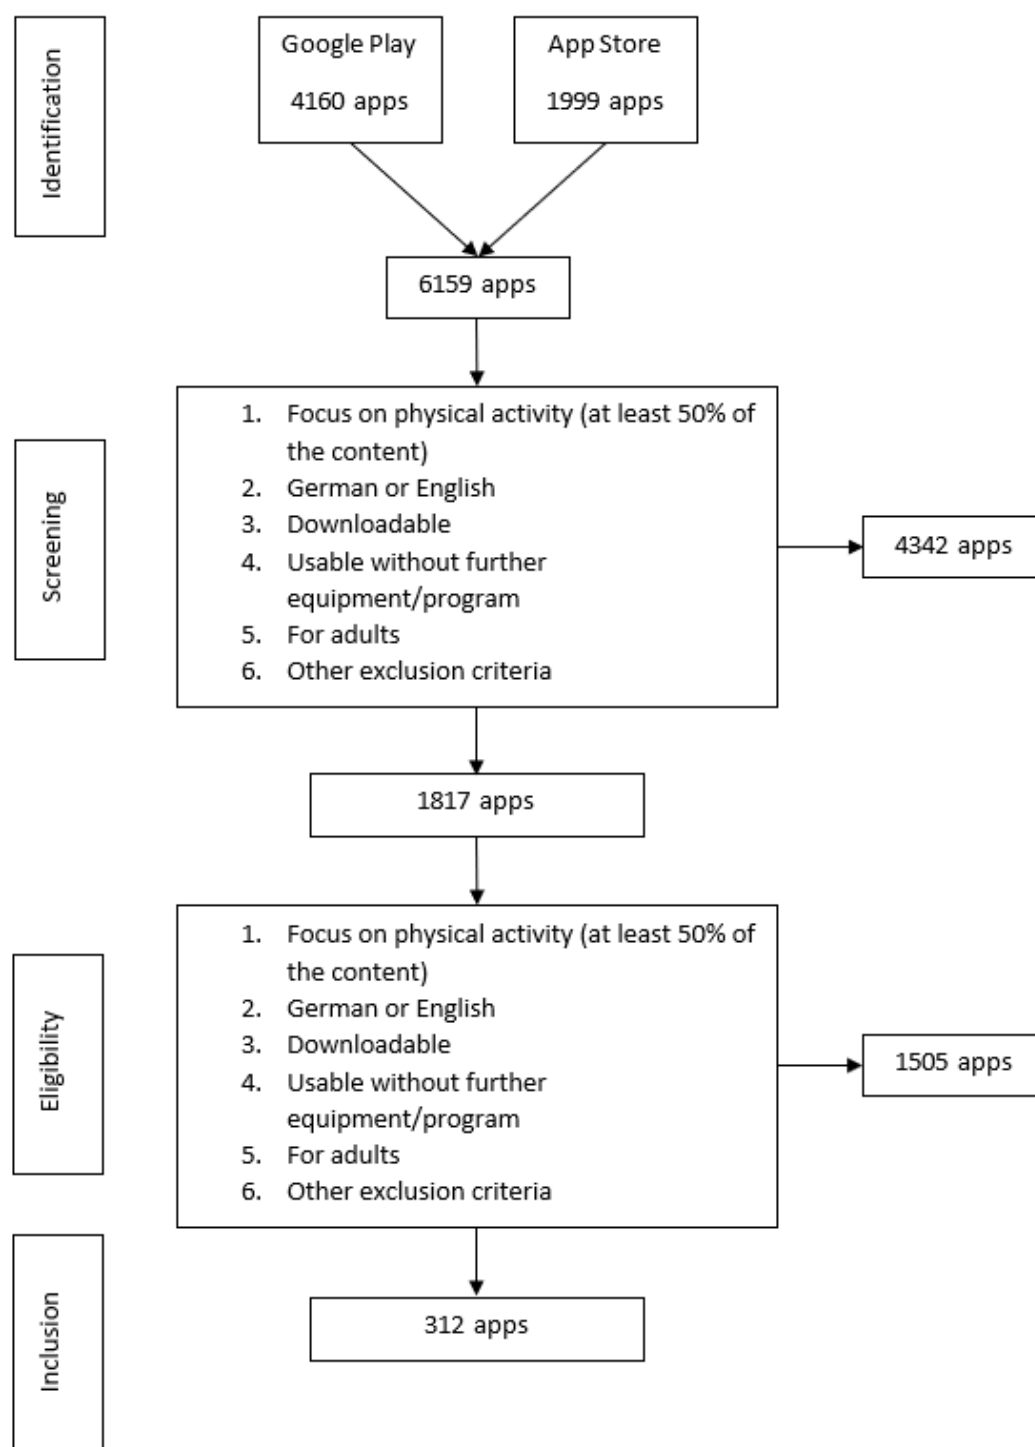 Identification
Google Play
4160 apps
App Store
1999 apps
6159 apps
Screening
1. Focus on physical activity (at least 50% of
the content)
2. German or English
3. Downloadable
4. Usable without further
equipment/program
5. For adults
6. Other exclusion criteria
4342 apps
1817 apps
Eligibility
1. Focus on physical activity (at least 50% of
the content)
2. German or English
3. Downloadable
4. Usable without further
equipment/program
5. For adults
6. Other exclusion criteria
1505 apps
Inclusion
312 apps